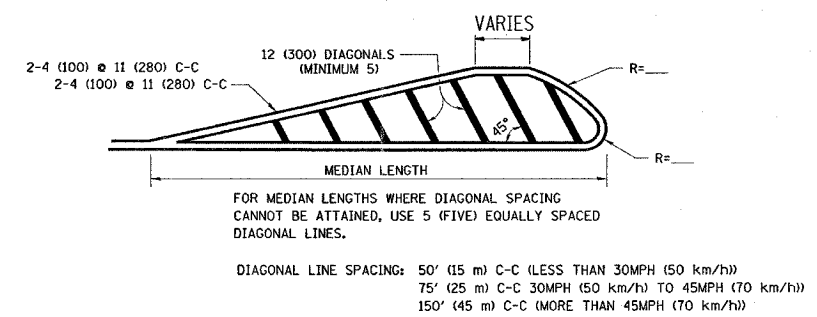 VARIES
12 (300) DIAGONALS
(MINIMUM 5)
R=___
2-4 (100) @ 11 (280) C-C
2-4 (100) @ 11 (280) C-C
45°
R=___
MEDIAN LENGTH
FOR MEDIAN LENGTHS WHERE DIAGONAL SPACING
CANNOT BE ATTAINED, USE 5 (FIVE) EQUALLY SPACED
DIAGONAL LINES.
DIAGONAL LINE SPACING: 50' (15 m) C-C (LESS THAN 30MPH (50 km/h))
75' (25 m) C-C 30MPH (50 km/h) TO 45MPH (70 km/h))
150' (45 m) C-C (MORE THAN 45MPH (70 km/h))